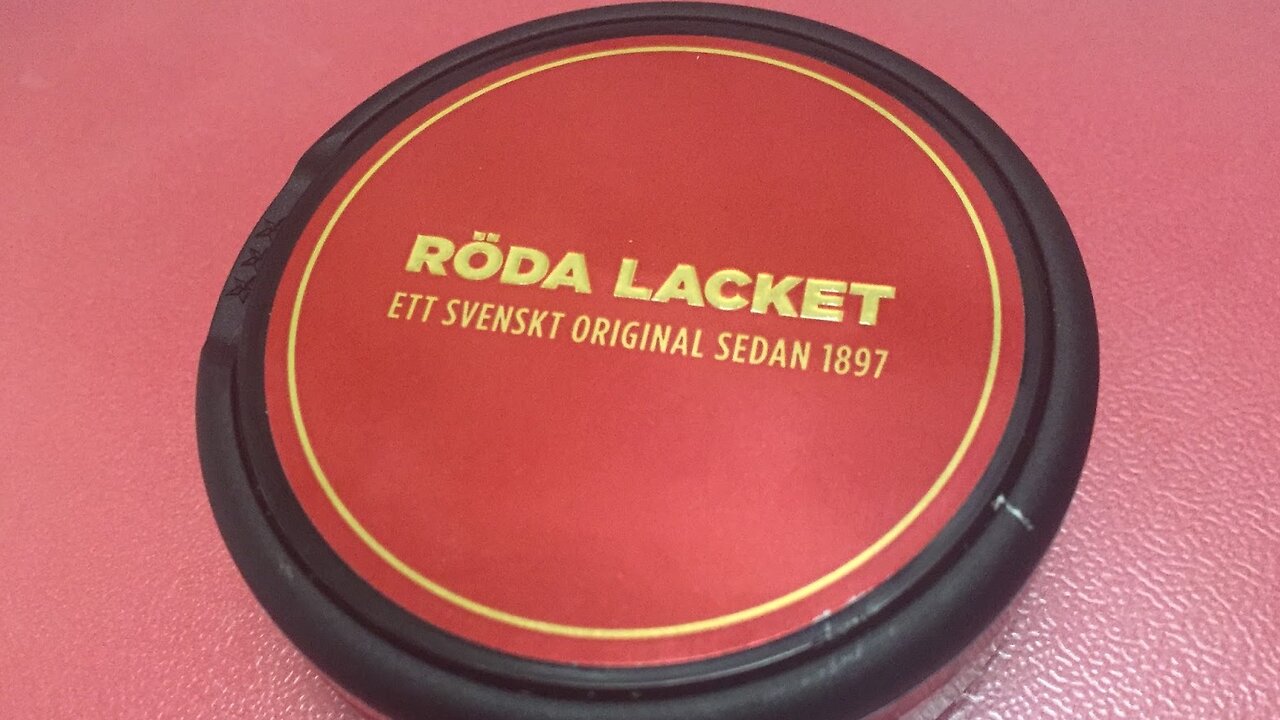 RÖDA LACKET
ETT SVENSKT ORIGINAL SEDAN 1897